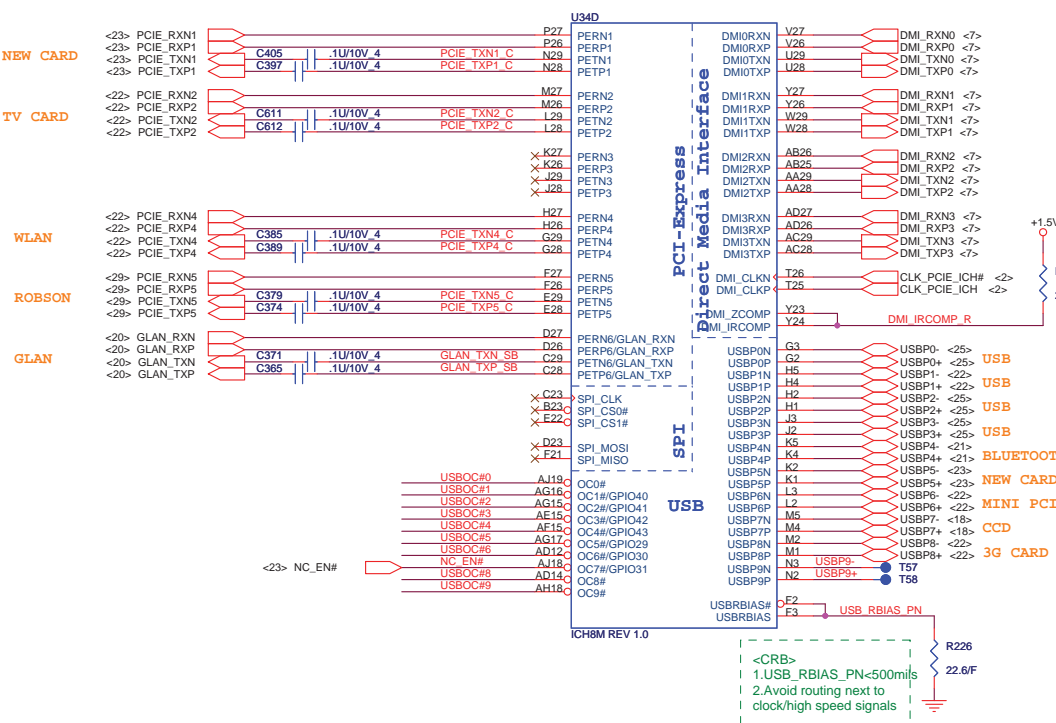 U34D
NEW CARD
<23> PCIE_RXN1 P27 PERN1
<23> PCIE_RXP1 P26 PERP1
<23> PCIE_TXN1 C405 .1U/10V_4 PCIE_TXN1_C N29 PETN1
<23> PCIE_TXP1 C397 .1U/10V_4 PCIE_TXP1_C N28 PETP1
TV CARD
<22> PCIE_RXN2 M27 PERN2
<22> PCIE_RXP2 M26 PERP2
<22> PCIE_TXN2 C611 .1U/10V_4 PCIE_TXN2_C L29 PETN2
<22> PCIE_TXP2 C612 .1U/10V_4 PCIE_TXP2_C L28 PETP2
K27 PERN3
K26 PERP3
J29 PETN3
J28 PETP3
WLAN
<22> PCIE_RXN4 H27 PERN4
<22> PCIE_RXP4 H26 PERP4
<22> PCIE_TXN4 C385 .1U/10V_4 PCIE_TXN4_C G29 PETN4
<22> PCIE_TXP4 C389 .1U/10V_4 PCIE_TXP4_C G28 PETP4
ROBSON
<29> PCIE_RXN5 F27 PERN5
<29> PCIE_RXP5 F26 PERP5
<29> PCIE_TXN5 C379 .1U/10V_4 PCIE_TXN5_C E29 PETN5
<29> PCIE_TXP5 C374 .1U/10V_4 PCIE_TXP5_C E28 PETP5
GLAN
<20> GLAN_RXN D27 PERN6/GLAN_RXN
<20> GLAN_RXP D26 PERP6/GLAN_RXP
<20> GLAN_TXN C371 .1U/10V_4 GLAN_TXN_SB C29 PETN6/GLAN_TXN
<20> GLAN_TXP C365 .1U/10V_4 GLAN_TXP_SB C28 PETP6/GLAN_TXP
C23 SPI_CLK
B23 SPI_CS0#
E22 SPI_CS1#
D23 SPI_MOSI
F21 SPI_MISO
USBOC#0 AJ19 OC0#
USBOC#1 AG16 OC1#/GPIO40
USBOC#2 AG15 OC2#/GPIO41
USBOC#3 AE15 OC3#/GPIO42
USBOC#4 AF15 OC4#/GPIO43
USBOC#5 AG17 OC5#/GPIO29
USBOC#6 AD12 OC6#/GPIO30
<23> NC_EN# NC_EN# AJ18 OC7#/GPIO31
USBOC#8 AD14 OC8#
USBOC#9 AH18 OC9#
PCI-Express
Direct Media Interface
SPI
USB
DMI0RXN V27 DMI_RXN0 <7>
DMI0RXP V26 DMI_RXP0 <7>
DMI0TXN U29 DMI_TXN0 <7>
DMI0TXP U28 DMI_TXP0 <7>
DMI1RXN Y27 DMI_RXN1 <7>
DMI1RXP Y26 DMI_RXP1 <7>
DMI1TXN W29 DMI_TXN1 <7>
DMI1TXP W28 DMI_TXP1 <7>
DMI2RXN AB26 DMI_RXN2 <7>
DMI2RXP AB25 DMI_RXP2 <7>
DMI2TXN AA29 DMI_TXN2 <7>
DMI2TXP AA28 DMI_TXP2 <7>
DMI3RXN AD27 DMI_RXN3 <7>
DMI3RXP AD26 DMI_RXP3 <7>
DMI3TXN AC29 DMI_TXN3 <7>
DMI3TXP AC28 DMI_TXP3 <7>
+1.5V
DMI_CLKN T26 CLK_PCIE_ICH# <2>
DMI_CLKP T25 CLK_PCIE_ICH <2>
DMI_ZCOMP Y23
DMI_IRCOMP Y24 DMI_IRCOMP_R
USBP0N G3 USBP0- <25>
USBP0P G2 USBP0+ <25> USB
USBP1N H5 USBP1- <22>
USBP1P H4 USBP1+ <22> USB
USBP2N H2 USBP2- <25>
USBP2P H1 USBP2+ <25> USB
USBP3N J3 USBP3- <25>
USBP3P J2 USBP3+ <25> USB
USBP4N K5 USBP4- <21>
USBP4P K4 USBP4+ <21> BLUETOOT
USBP5N K2 USBP5- <23>
USBP5P K1 USBP5+ <23> NEW CARD
USBP6N L3 USBP6- <22>
USBP6P L2 USBP6+ <22> MINI PCI
USBP7N M5 USBP7- <18>
USBP7P M4 USBP7+ <18> CCD
USBP8N M2 USBP8- <22>
USBP8P M1 USBP8+ <22> 3G CARD
USBP9N N3 USBP9- T57
USBP9P N2 USBP9+ T58
USBRBIAS# F2
USBRBIAS F3 USB_RBIAS_PN
ICH8M REV 1.0
R226
22.6/F
<CRB>
1.USB_RBIAS_PN<500mils
2.Avoid routing next to
clock/high speed signals